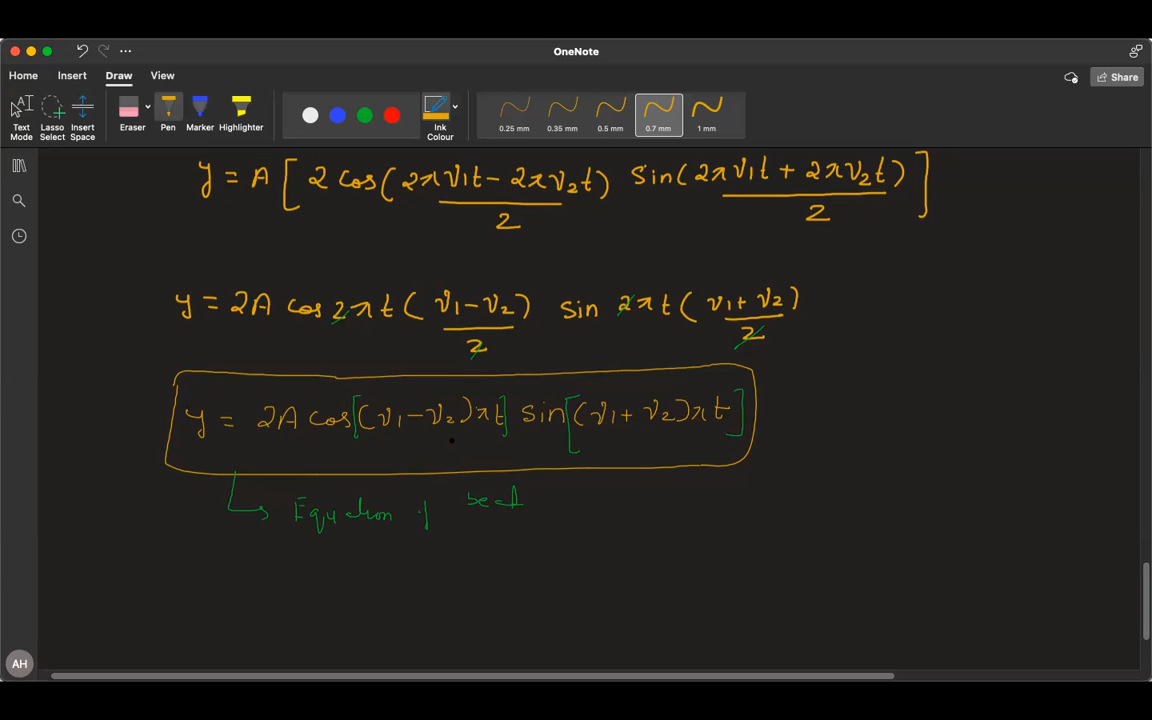 OneNote
Home Insert Draw View
Share
Text Mode
Lasso Select
Insert Space
Eraser
Pen
Marker
Highlighter
Ink Colour
0.25 mm
0.35 mm
0.5 mm
0.7 mm
1 mm
y = A [ 2 cos( (2πν1t − 2πν2t) / 2 ) sin( (2πν1t + 2πν2t) / 2 ) ]
y = 2A cos 2πt ( (ν1 − ν2) / 2 ) sin 2πt ( (ν1 + ν2) / 2 )
y = 2A cos[(ν1 − ν2)πt] sin[(ν1 + ν2)πt]
Equation of beat
AH